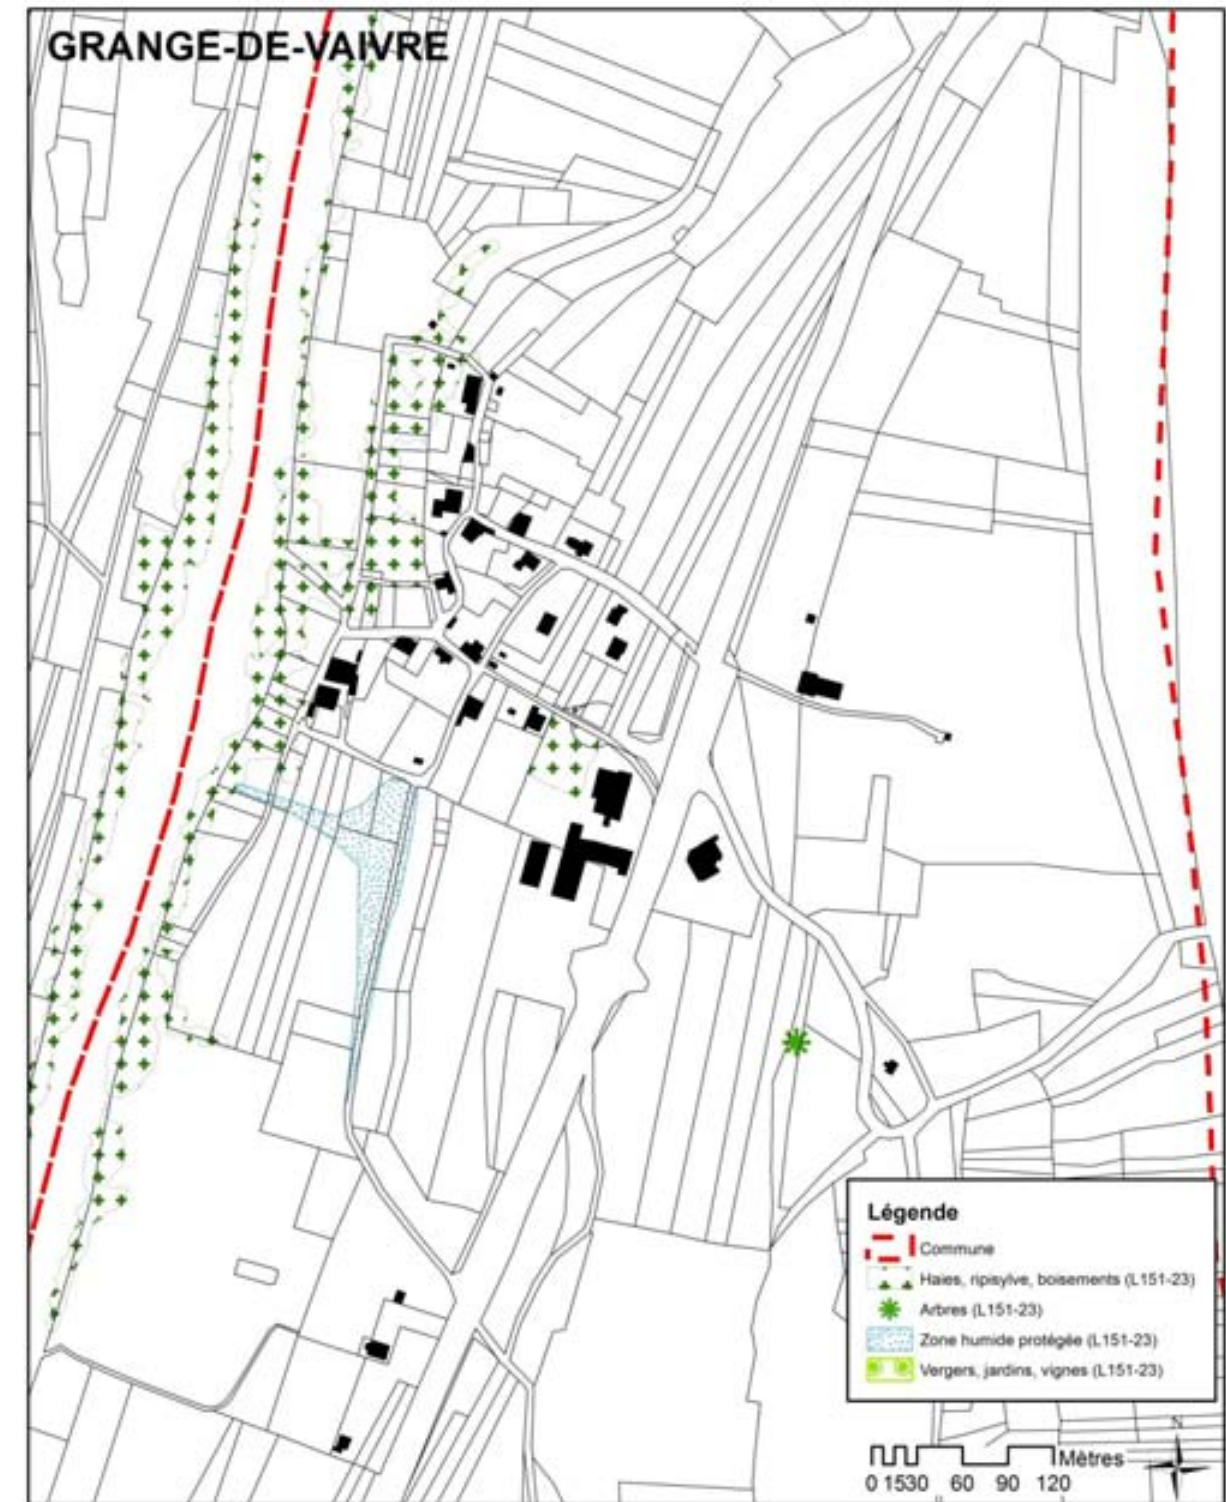 GRANGE-DE-VAIVRE
Légende
Commune
Haies, ripisylve, boisements (L151-23)
Arbres (L151-23)
Zone humide protégée (L151-23)
Vergers, jardins, vignes (L151-23)
N
Mètres
0 1530 60 90 120